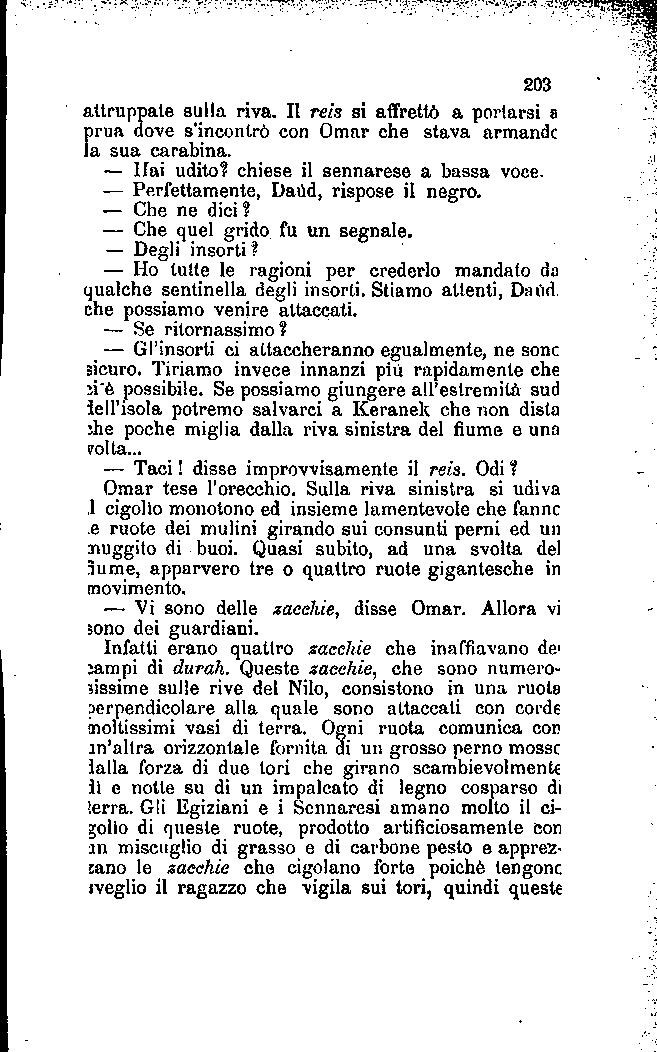 203
attruppate sulla riva. Il reis si affrettò a portarsi a
prua dove s'incontrò con Omar che stava armando
la sua carabina.
— Hai udito? chiese il sennarese a bassa voce.
— Perfettamente, Daùd, rispose il negro.
— Che ne dici?
— Che quel grido fu un segnale.
— Degli insorti?
— Ho tutte le ragioni per crederlo mandato da
qualche sentinella degli insorti. Stiamo attenti, Daùd,
che possiamo venire attaccati.
— Se ritornassimo?
— Gl'insorti ci attaccheranno egualmente, ne sono
sicuro. Tiriamo invece innanzi più rapidamente che
ci è possibile. Se possiamo giungere all'estremità sud
dell'isola potremo salvarci a Keranek che non dista
che poche miglia dalla riva sinistra del fiume e una
volta...
— Taci! disse improvvisamente il reis. Odi?
Omar tese l'orecchio. Sulla riva sinistra si udiva
il cigolio monotono ed insieme lamentevole che fanno
le ruote dei mulini girando sui consunti perni ed un
muggito di buoi. Quasi subito, ad una svolta del
fiume, apparvero tre o quattro ruote gigantesche in
movimento.
— Vi sono delle zacchie, disse Omar. Allora vi
sono dei guardiani.
Infatti erano quattro zacchie che inaffiavano dei
campi di durah. Queste zacchie, che sono numero-
sissime sulle rive del Nilo, consistono in una ruota
perpendicolare alla quale sono attaccati con corde
moltissimi vasi di terra. Ogni ruota comunica con
un'altra orizzontale fornita di un grosso perno mosso
dalla forza di due tori che girano scambievolmente
dì e notte su di un impalcato di legno cosparso di
terra. Gli Egiziani e i Sennaresi amano molto il ci-
golio di queste ruote, prodotto artificiosamente con
un miscuglio di grasso e di carbone pesto e apprez-
zano le zacchie che cigolano forte poichè tengono
sveglio il ragazzo che vigila sui tori, quindi queste